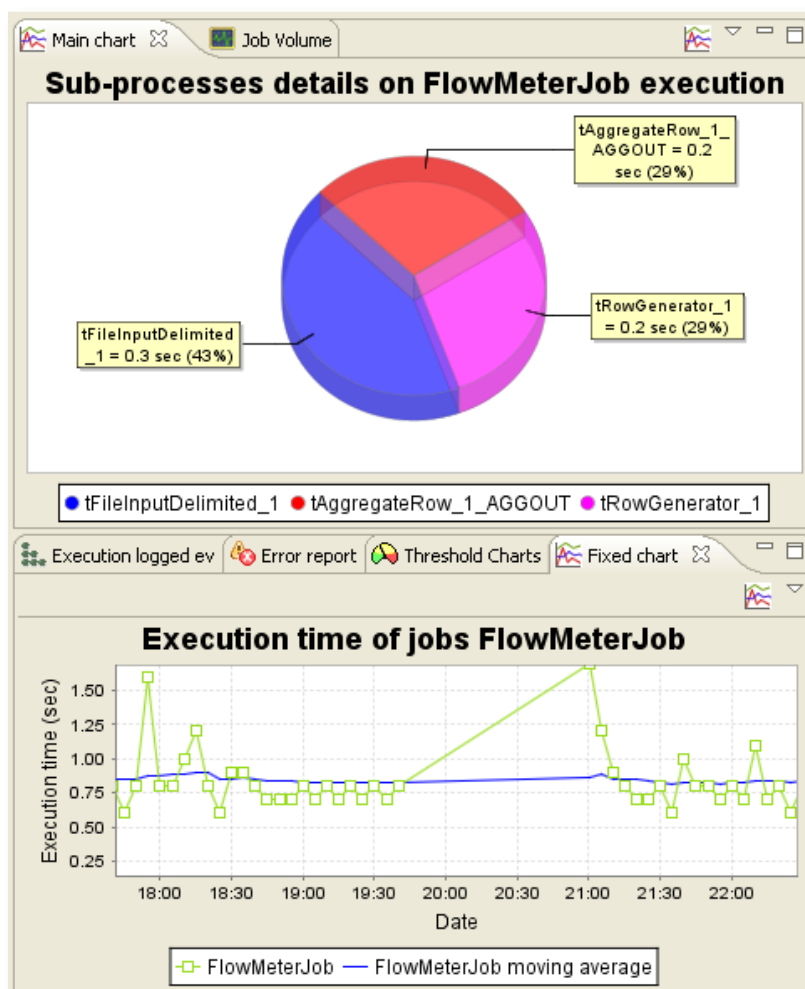 Main chart
Job Volume
Sub-processes details on FlowMeterJob execution
tAggregateRow_1_
AGGOUT = 0.2
sec (29%)
tRowGenerator_1
= 0.2 sec (29%)
tFileInputDelimited
_1 = 0.3 sec (43%)
tFileInputDelimited_1 tAggregateRow_1_AGGOUT tRowGenerator_1
Execution logged ev Error report Threshold Charts Fixed chart
Execution time of jobs FlowMeterJob
Execution time (sec)
1.50
1.25
1.00
0.75
0.50
0.25
18:00 18:30 19:00 19:30 20:00 20:30 21:00 21:30 22:00
Date
FlowMeterJob FlowMeterJob moving average